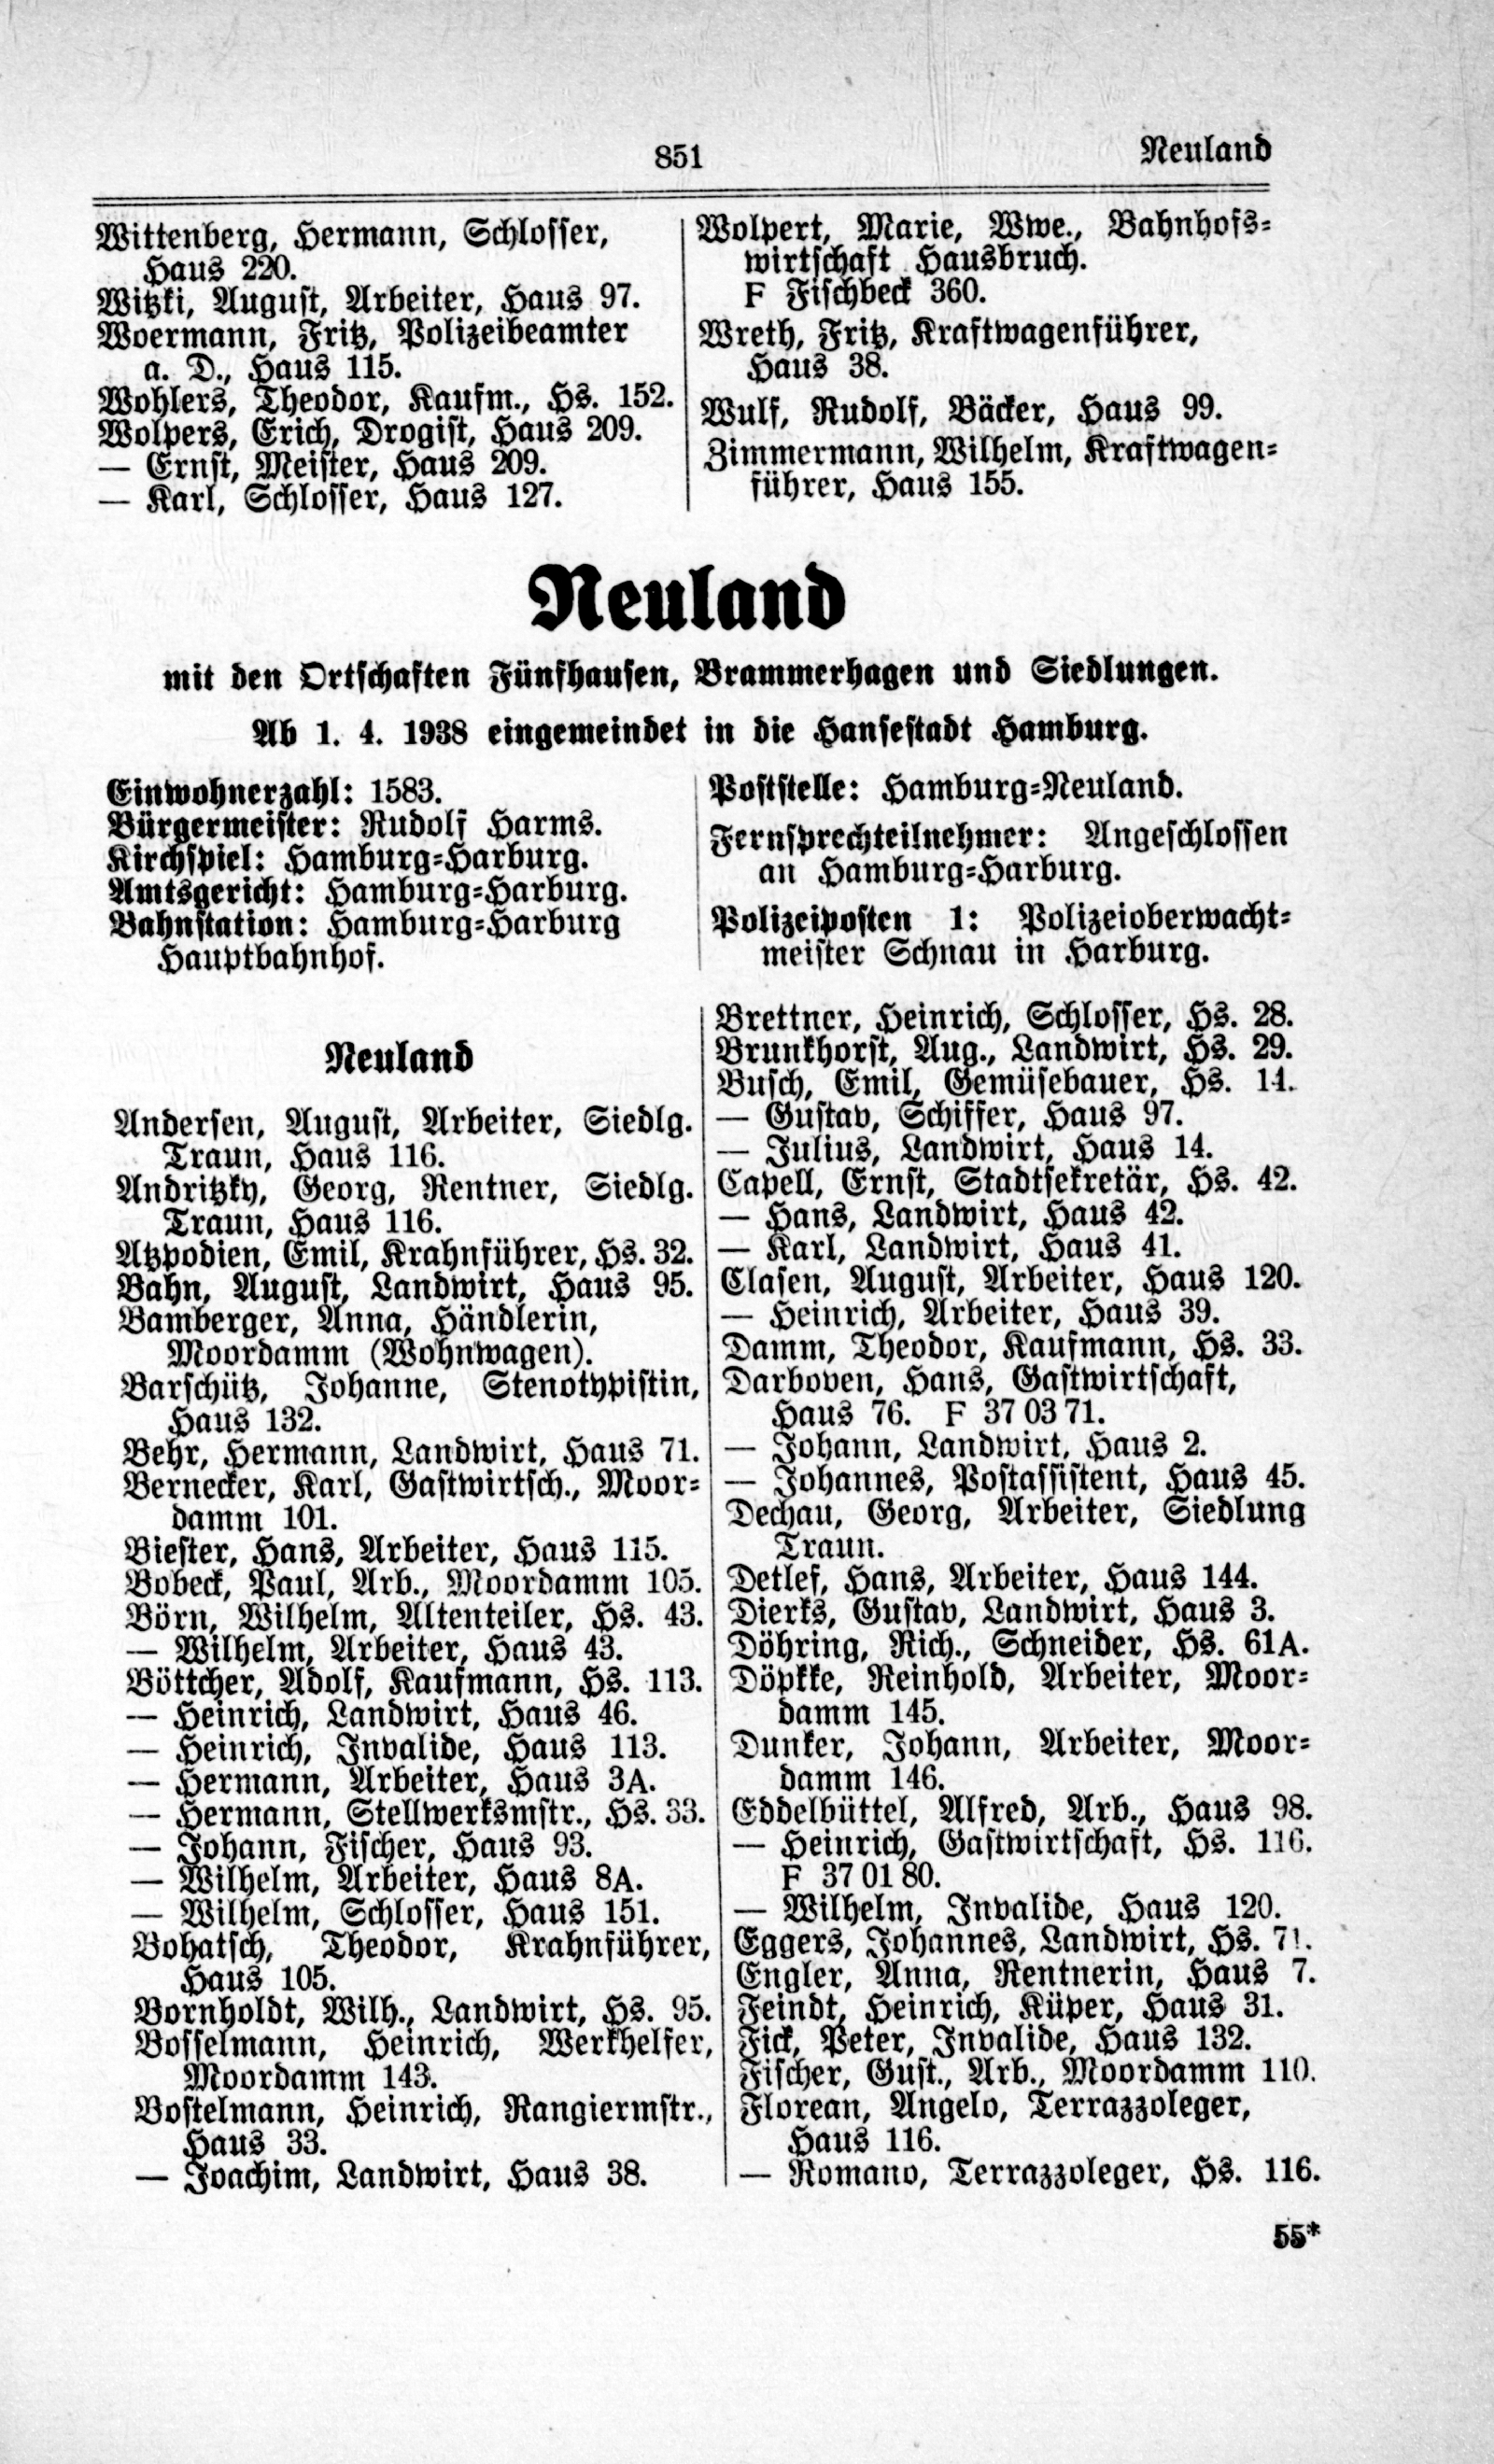 851
Neuland
Wittenberg, Hermann, Schlosser,
Haus 220.
Witzki, August, Arbeiter, Haus 97.
Woermann, Fritz, Polizeibeamter
a. D., Haus 115.
Wohlers, Theodor, Kaufm., Hs. 152.
Wolpers, Erich, Drogist, Haus 209.
— Ernst, Meister, Haus 209.
— Karl, Schlosser, Haus 127.
Wolpert, Marie, Wwe., Bahnhofs-
wirtschaft Hausbruch.
F Fischbeck 360.
Wreth, Fritz, Kraftwagenführer,
Haus 38.
Wulf, Rudolf, Bäcker, Haus 99.
Zimmermann, Wilhelm, Kraftwagen-
führer, Haus 155.
Neuland
mit den Ortschaften Fünfhausen, Brammerhagen und Siedlungen.
Ab 1. 4. 1938 eingemeindet in die Hansestadt Hamburg.
Einwohnerzahl: 1583.
Bürgermeister: Rudolf Harms.
Kirchspiel: Hamburg-Harburg.
Amtsgericht: Hamburg-Harburg.
Bahnstation: Hamburg-Harburg
Hauptbahnhof.
Poststelle: Hamburg-Neuland.
Fernsprechteilnehmer: Angeschlossen
an Hamburg-Harburg.
Polizeiposten 1: Polizeioberwacht-
meister Schnau in Harburg.
Neuland
Andersen, August, Arbeiter, Siedlg.
Traun, Haus 116.
Andritzky, Georg, Rentner, Siedlg.
Traun, Haus 116.
Atzpodien, Emil, Krahnführer, Hs. 32.
Bahn, August, Landwirt, Haus 95.
Bamberger, Anna, Händlerin,
Moordamm (Wohnwagen).
Barschütz, Johanne, Stenotypistin,
Haus 132.
Behr, Hermann, Landwirt, Haus 71.
Bernecker, Karl, Gastwirtsch., Moor-
damm 101.
Biester, Hans, Arbeiter, Haus 115.
Bobeck, Paul, Arb., Moordamm 105.
Börn, Wilhelm, Altenteiler, Hs. 43.
— Wilhelm, Arbeiter, Haus 43.
Böttcher, Adolf, Kaufmann, Hs. 113.
— Heinrich, Landwirt, Haus 46.
— Heinrich, Invalide, Haus 113.
— Hermann, Arbeiter, Haus 3A.
— Hermann, Stellwerksmstr., Hs. 33.
— Johann, Fischer, Haus 93.
— Wilhelm, Arbeiter, Haus 8A.
— Wilhelm, Schlosser, Haus 151.
Bohatsch, Theodor, Krahnführer,
Haus 105.
Bornholdt, Wilh., Landwirt, Hs. 95.
Bosselmann, Heinrich, Werkhelfer,
Moordamm 143.
Bostelmann, Heinrich, Rangiermstr.,
Haus 33.
— Joachim, Landwirt, Haus 38.
Brettner, Heinrich, Schlosser, Hs. 28.
Brunkhorst, Aug., Landwirt, Hs. 29.
Busch, Emil, Gemüsebauer, Hs. 14.
— Gustav, Schiffer, Haus 97.
— Julius, Landwirt, Haus 14.
Capell, Ernst, Stadtsekretär, Hs. 42.
— Hans, Landwirt, Haus 42.
— Karl, Landwirt, Haus 41.
Clasen, August, Arbeiter, Haus 120.
— Heinrich, Arbeiter, Haus 39.
Damm, Theodor, Kaufmann, Hs. 33.
Darboven, Hans, Gastwirtschaft,
Haus 76. F 37 03 71.
— Johann, Landwirt, Haus 2.
— Johannes, Postassistent, Haus 45.
Dechau, Georg, Arbeiter, Siedlung
Traun.
Detlef, Hans, Arbeiter, Haus 144.
Dierks, Gustav, Landwirt, Haus 3.
Döhring, Rich., Schneider, Hs. 61A.
Döpkke, Reinhold, Arbeiter, Moor-
damm 145.
Dunker, Johann, Arbeiter, Moor-
damm 146.
Eddelbüttel, Alfred, Arb., Haus 98.
— Heinrich, Gastwirtschaft, Hs. 116.
F 37 01 80.
— Wilhelm, Invalide, Haus 120.
Eggers, Johannes, Landwirt, Hs. 71.
Engler, Anna, Rentnerin, Haus 7.
Feindt, Heinrich, Küper, Haus 31.
Fick, Peter, Invalide, Haus 132.
Fischer, Gust., Arb., Moordamm 110.
Florean, Angelo, Terrazzoleger,
Haus 116.
— Romano, Terrazzoleger, Hs. 116.
55*